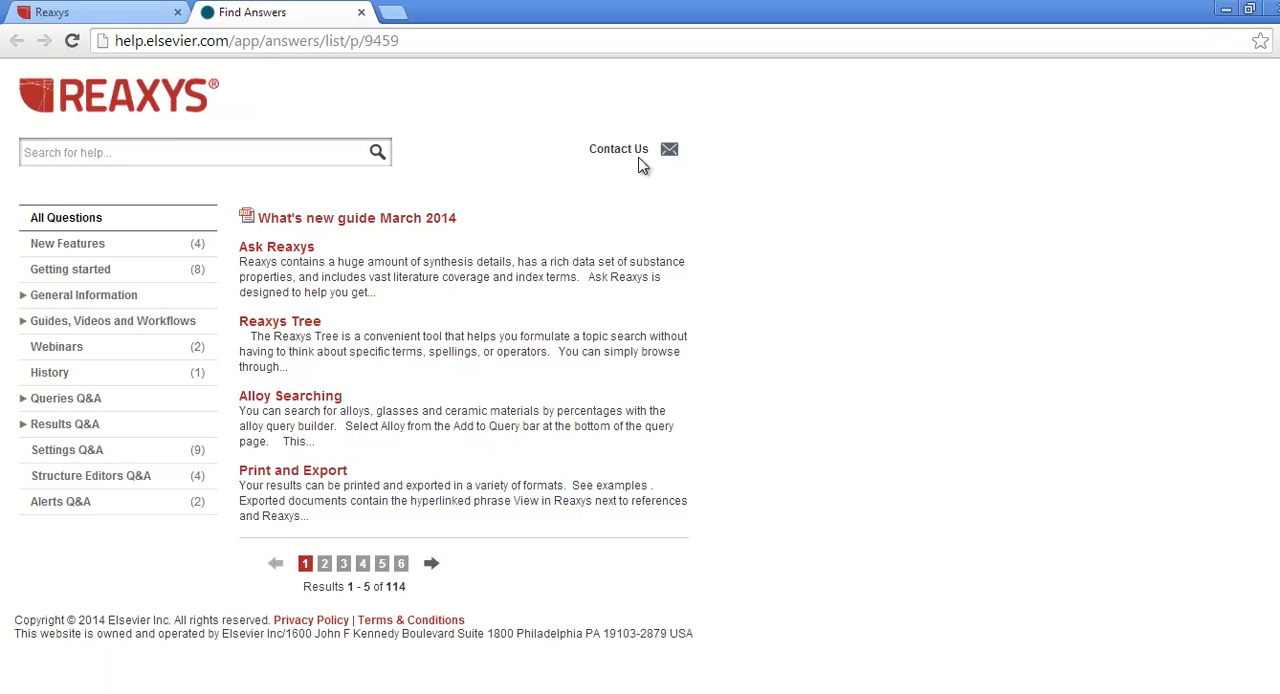 Reaxys
Find Answers
help.elsevier.com/app/answers/list/p/9459
REAXYS®
Search for help...
Contact Us
All Questions
New Features (4)
Getting started (8)
General Information
Guides, Videos and Workflows
Webinars (2)
History (1)
Queries Q&A
Results Q&A
Settings Q&A (9)
Structure Editors Q&A (4)
Alerts Q&A (2)
What's new guide March 2014
Ask Reaxys
Reaxys contains a huge amount of synthesis details, has a rich data set of substance
properties, and includes vast literature coverage and index terms. Ask Reaxys is
designed to help you get...
Reaxys Tree
The Reaxys Tree is a convenient tool that helps you formulate a topic search without
having to think about specific terms, spellings, or operators. You can simply browse
through...
Alloy Searching
You can search for alloys, glasses and ceramic materials by percentages with the
alloy query builder. Select Alloy from the Add to Query bar at the bottom of the query
page. This...
Print and Export
Your results can be printed and exported in a variety of formats. See examples .
Exported documents contain the hyperlinked phrase View in Reaxys next to references
and Reaxys...
1 2 3 4 5 6
Results 1 - 5 of 114
Copyright © 2014 Elsevier Inc. All rights reserved. Privacy Policy | Terms & Conditions
This website is owned and operated by Elsevier Inc/1600 John F Kennedy Boulevard Suite 1800 Philadelphia PA 19103-2879 USA